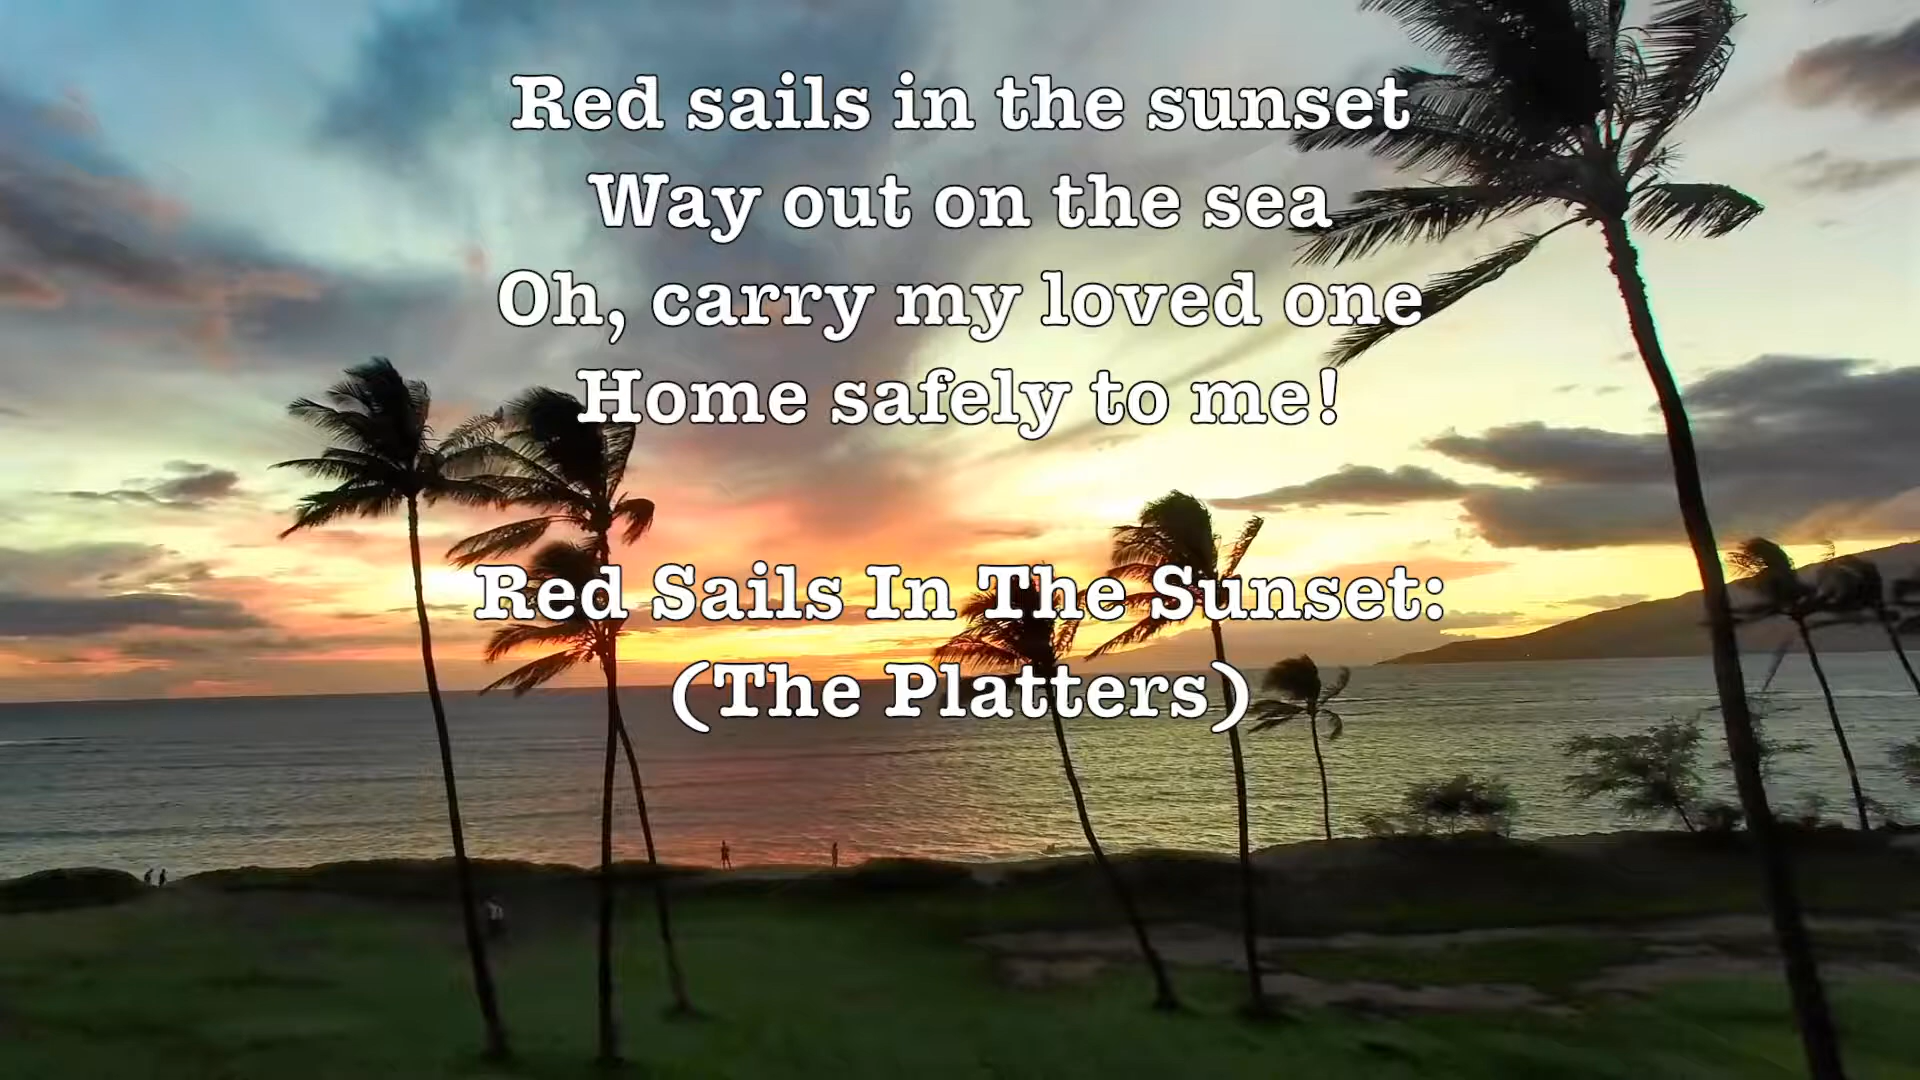 Red sails in the sunset
Way out on the sea
Oh, carry my loved one
Home safely to me!
Red Sails In The Sunset:
(The Platters)